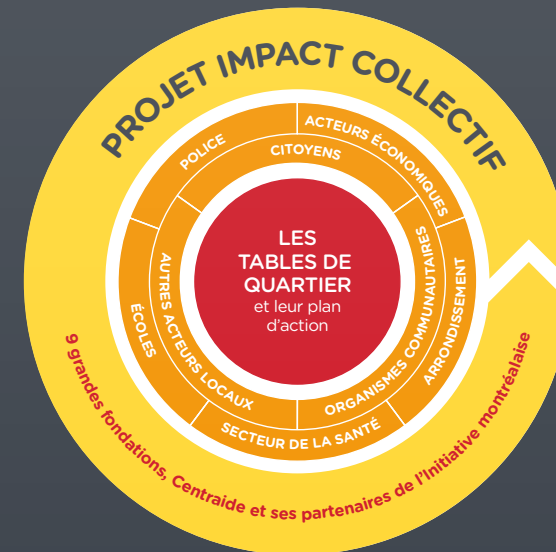 PROJET IMPACT COLLECTIF
POLICE
ACTEURS ÉCONOMIQUES
CITOYENS
LES
TABLES DE
QUARTIER
et leur plan
d'action
AUTRES ACTEURS LOCAUX
ORGANISMES COMMUNAUTAIRES
ÉCOLES
ARRONDISSEMENT
SECTEUR DE LA SANTÉ
9 grandes fondations, Centraide et ses partenaires de l'Initiative montréalaise